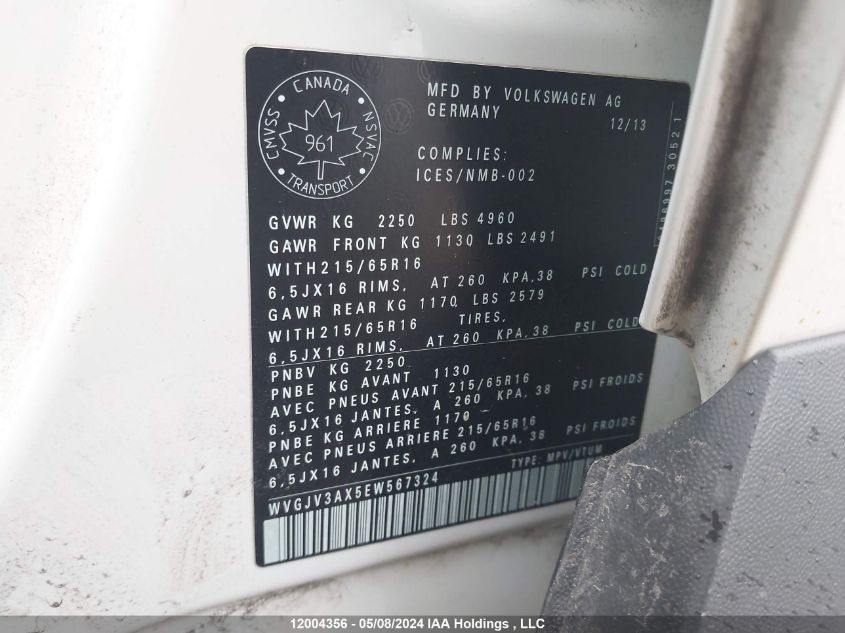 CANADA
CMVSS
961
NSVAC
TRANSPORT
MFD BY VOLKSWAGEN AG
GERMANY
12/13
COMPLIES:
ICES/NMB-002
GVWR KG 2250 LBS 4960
GAWR FRONT KG 1130 LBS 2491
WITH215/65R16
6,5JX16 RIMS, AT 260 KPA,38 PSI COLD
GAWR REAR KG 1170 LBS 2579
WITH215/65R16 TIRES,
6,5JX16 RIMS, AT 260 KPA,38 PSI COLD
PNBV KG 2250
PNBE KG AVANT 1130
AVEC PNEUS AVANT 215/65R16
6,5JX16 JANTES, A 260 KPA, 38 PSI FROIDS
PNBE KG ARRIERE 1170
AVEC PNEUS ARRIERE 215/65R16
6,5JX16 JANTES, A 260 KPA, 38 PSI FROIDS
TYPE: MPV/VTUM
WVGJV3AX5EW567324
30521
12004356 - 05/08/2024 IAA Holdings , LLC